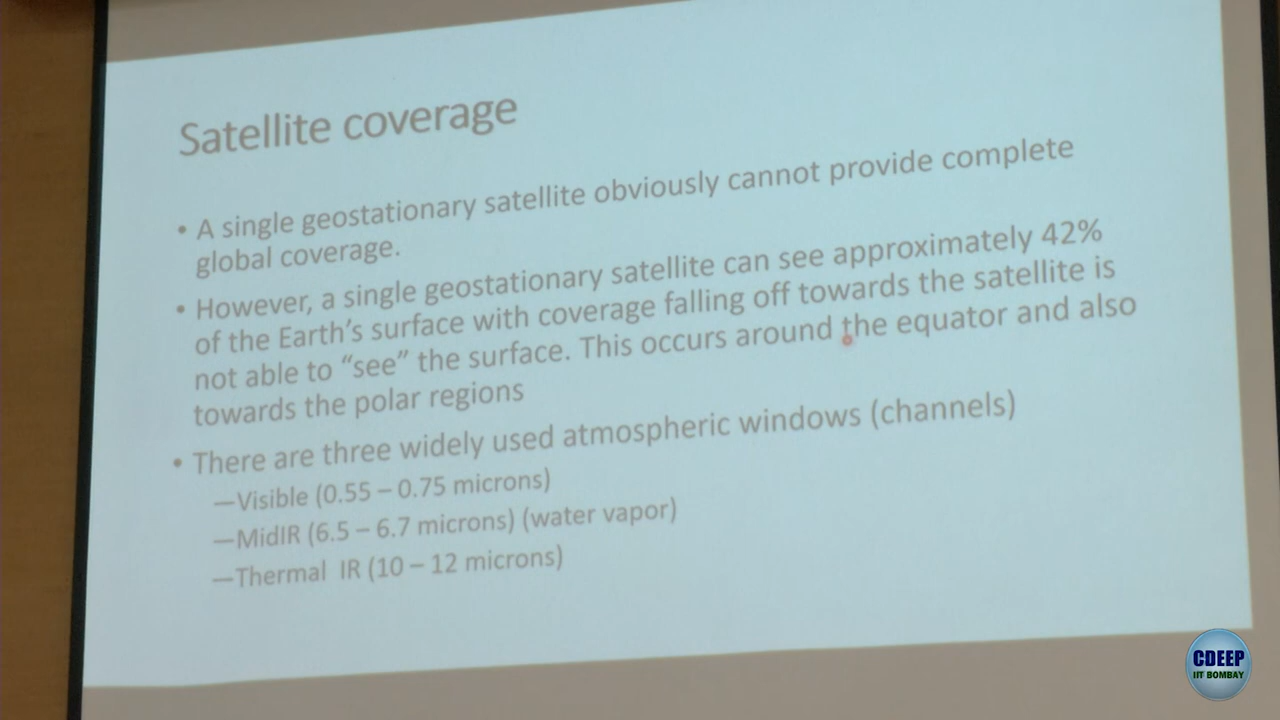 Satellite coverage
• A single geostationary satellite obviously cannot provide complete
global coverage.
• However, a single geostationary satellite can see approximately 42%
of the Earth's surface with coverage falling off towards the satellite is
not able to “see” the surface. This occurs around the equator and also
towards the polar regions
• There are three widely used atmospheric windows (channels)
—Visible (0.55 – 0.75 microns)
—MidIR (6.5 – 6.7 microns) (water vapor)
—Thermal IR (10 – 12 microns)
CDEEP
IIT BOMBAY